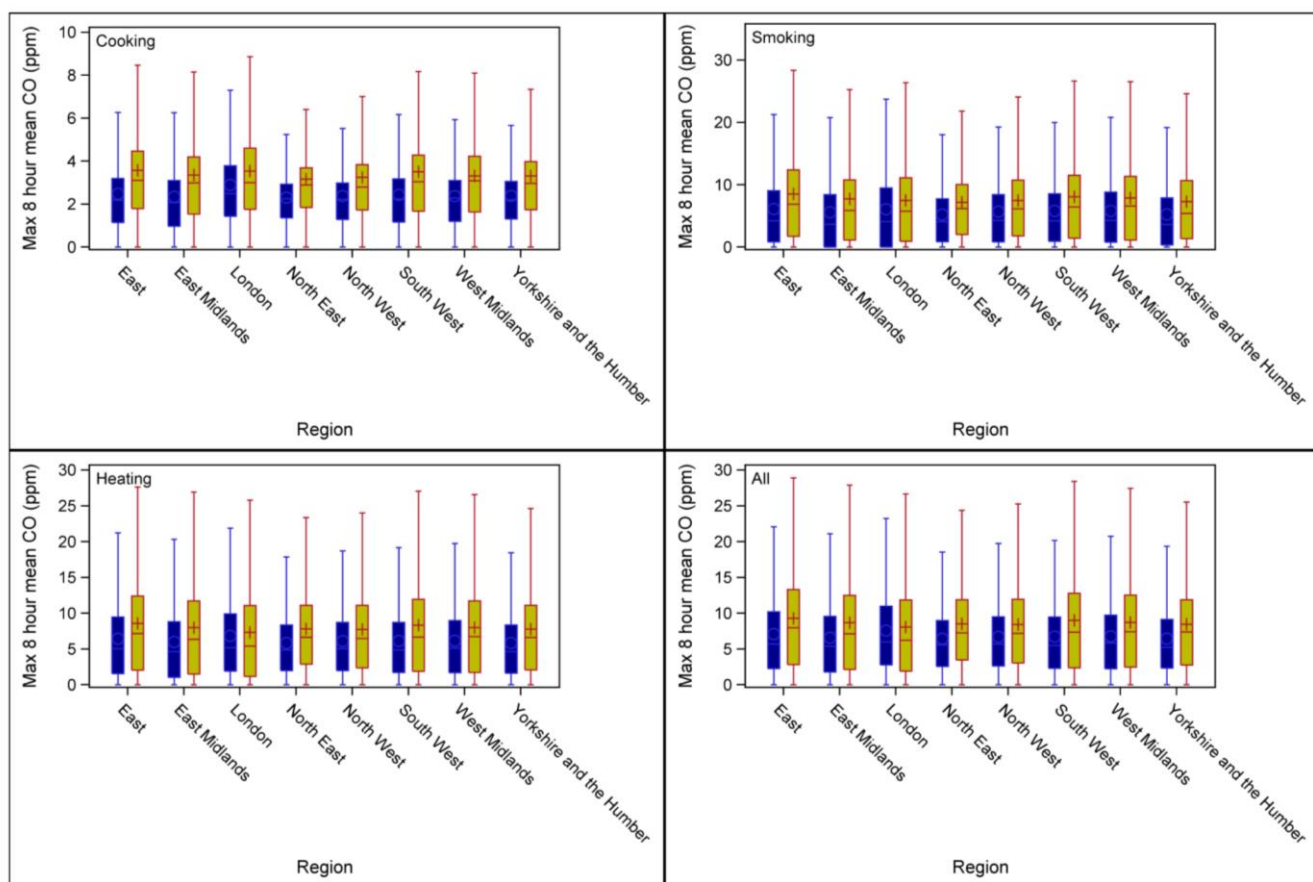 Cooking
Max 8 hour mean CO (ppm)
10
8
6
4
2
0
East
East Midlands
London
North East
North West
South West
West Midlands
Yorkshire and the Humber
Region
Smoking
Max 8 hour mean CO (ppm)
30
20
10
0
East
East Midlands
London
North East
North West
South West
West Midlands
Yorkshire and the Humber
Region
Heating
Max 8 hour mean CO (ppm)
30
25
20
15
10
5
0
East
East Midlands
London
North East
North West
South West
West Midlands
Yorkshire and the Humber
Region
All
Max 8 hour mean CO (ppm)
30
25
20
15
10
5
0
East
East Midlands
London
North East
North West
South West
West Midlands
Yorkshire and the Humber
Region